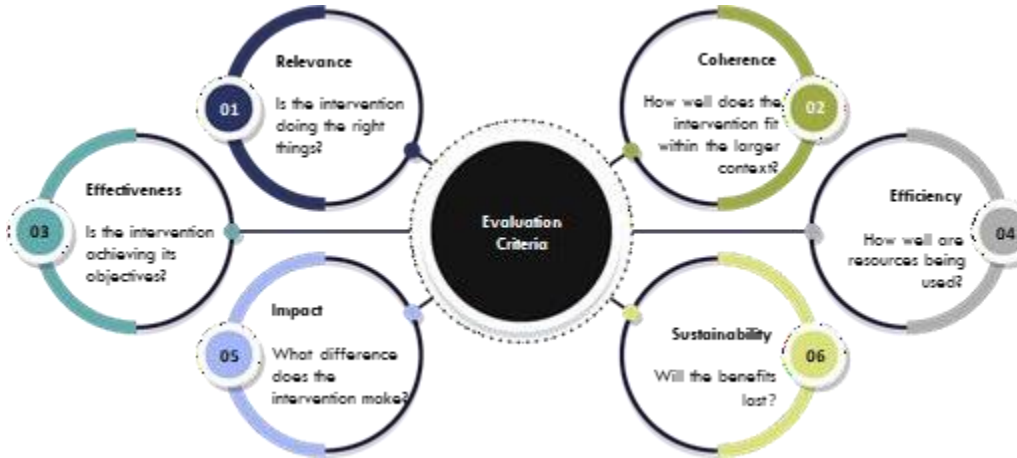 Relevance
01
Is the intervention
doing the right
things?
Coherence
02
How well does the
intervention fit
within the larger
context?
Effectiveness
03
Is the intervention
achieving its
objectives?
Evaluation
Criteria
Efficiency
04
How well are
resources being
used?
Impact
05
What difference
does the
intervention make?
Sustainability
06
Will the benefits
last?